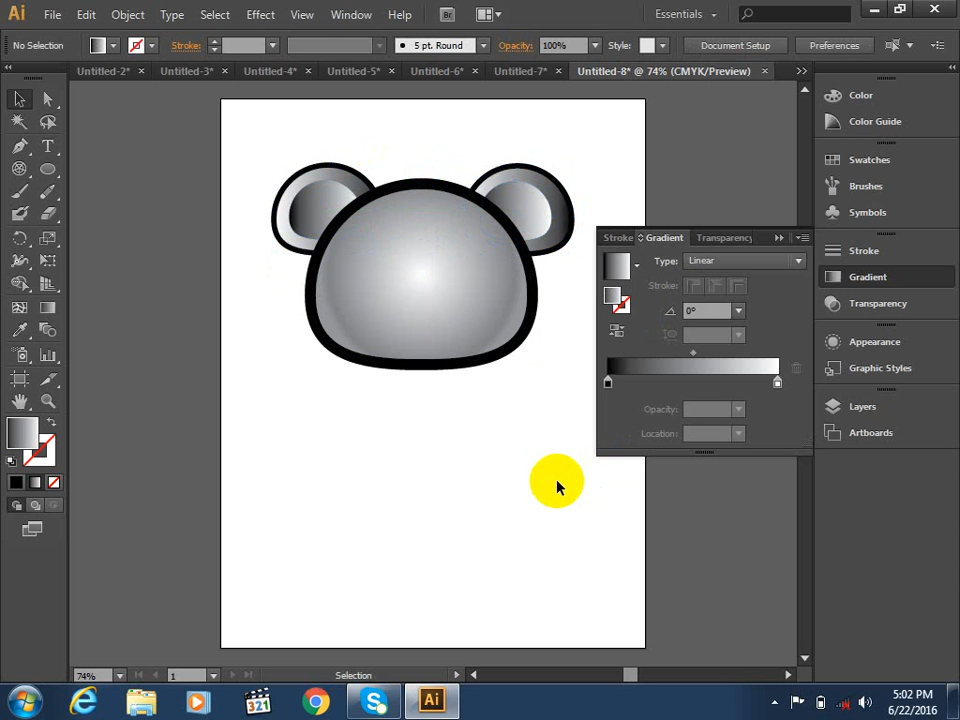 Ai File Edit Object Type Select Effect View Window Help Br Essentials
No Selection Stroke: 5 pt. Round Opacity: 100% Style: Document Setup Preferences
Untitled-2* × Untitled-3* × Untitled-4* × Untitled-5* × Untitled-6* × Untitled-7* × Untitled-8* @ 74% (CMYK/Preview) ×
Color
Color Guide
Swatches
Brushes
Symbols
Stroke
Gradient
Transparency
Appearance
Graphic Styles
Layers
Artboards
Stroke Gradient Transparency
Type: Linear
Stroke:
0°
Opacity:
Location:
74% 1 Selection
321 Ai 5:02 PM
6/22/2016